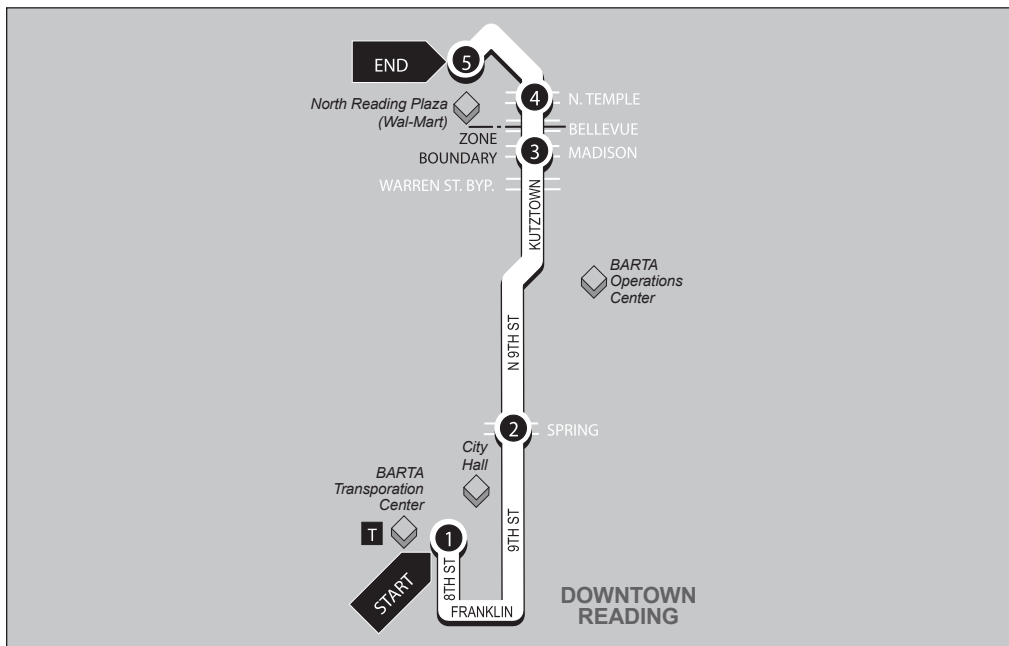 END
5
4
N. TEMPLE
North Reading Plaza
(Wal-Mart)
BELLEVUE
ZONE
BOUNDARY
3
MADISON
WARREN ST. BYP.
KUTZTOWN
BARTA
Operations
Center
N 9TH ST
2
SPRING
City
Hall
BARTA
Transporation
Center
T
1
9TH ST
8TH ST
START
FRANKLIN
DOWNTOWN
READING